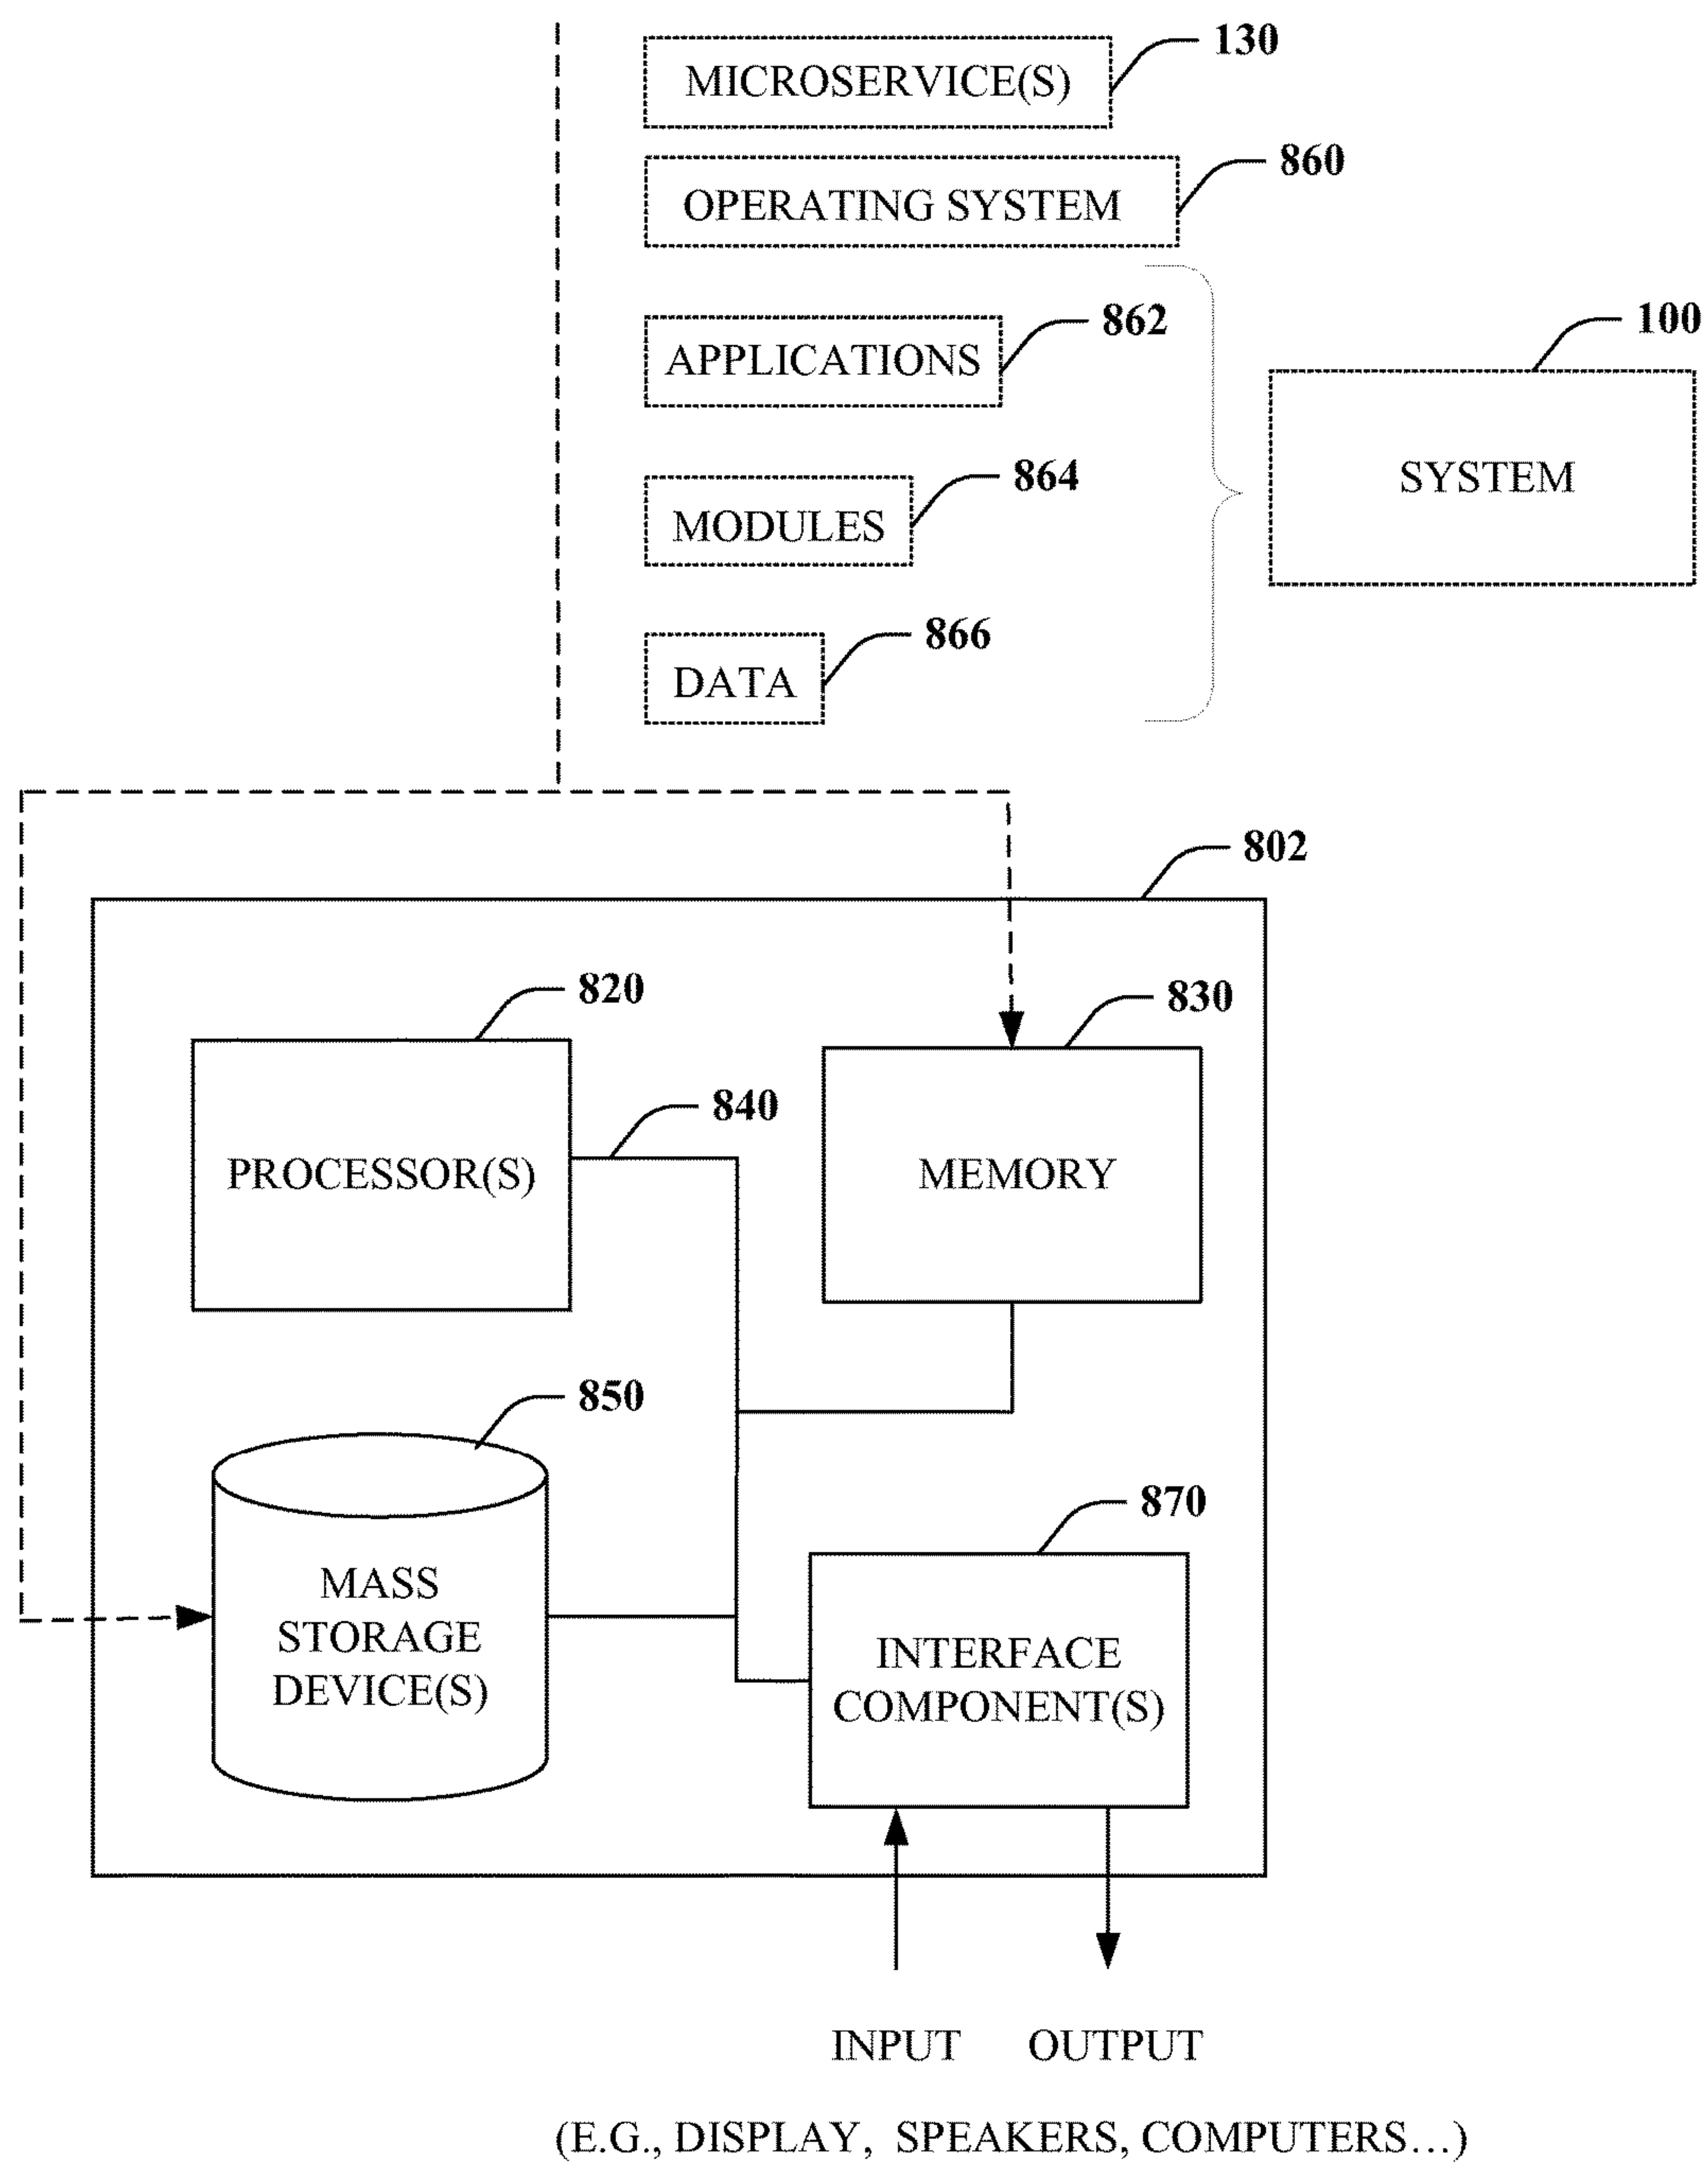 130
MICROSERVICE(S)
860
OPERATING SYSTEM
862
APPLICATIONS
100
SYSTEM
864
MODULES
866
DATA
802
820
830
840
PROCESSOR(S)
MEMORY
850
870
MASS
STORAGE
DEVICE(S)
INTERFACE
COMPONENT(S)
INPUT OUTPUT
(E.G., DISPLAY, SPEAKERS, COMPUTERS…)